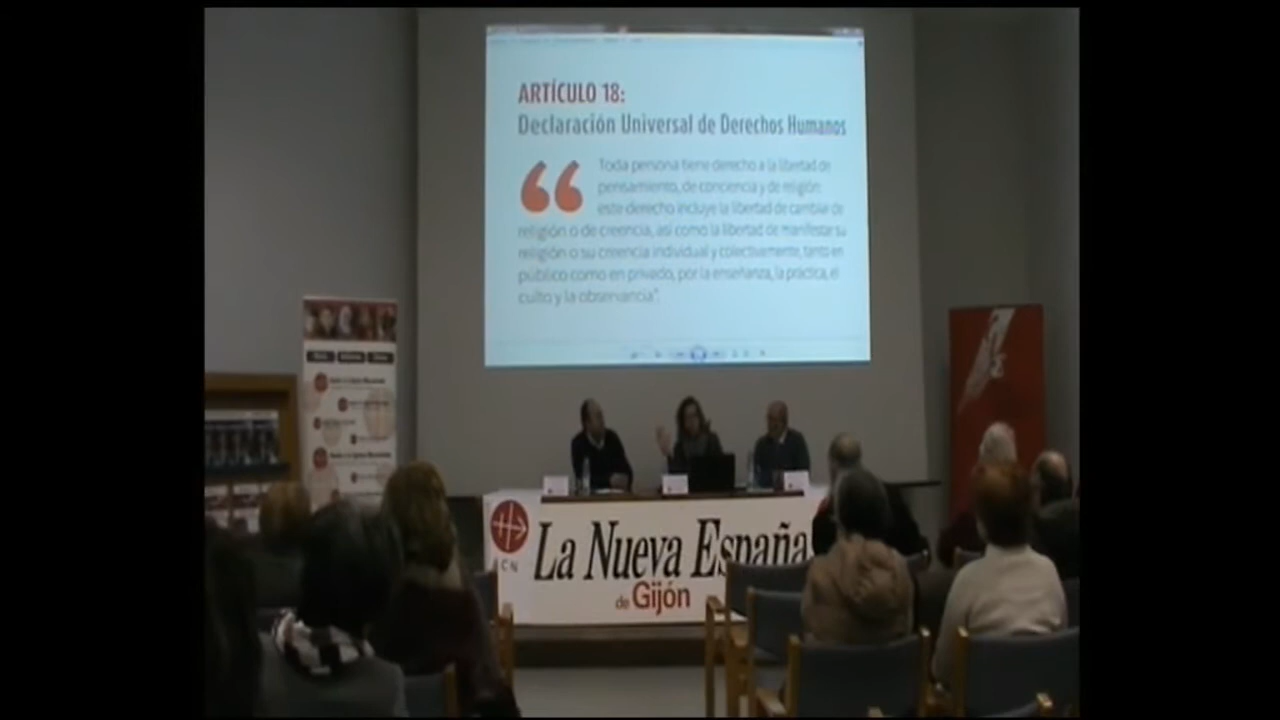 ARTÍCULO 18:
Declaración Universal de Derechos Humanos
“ Toda persona tiene derecho a la libertad de
pensamiento, de conciencia y de religión
este derecho incluye la libertad de cambiar de
religión o de creencia, así como la libertad de manifestar su
religión o su creencia individual y colectivamente, tanto en
público como en privado, por la enseñanza, la práctica, el
culto y la observancia”.
ACN
La Nueva España
de Gijón